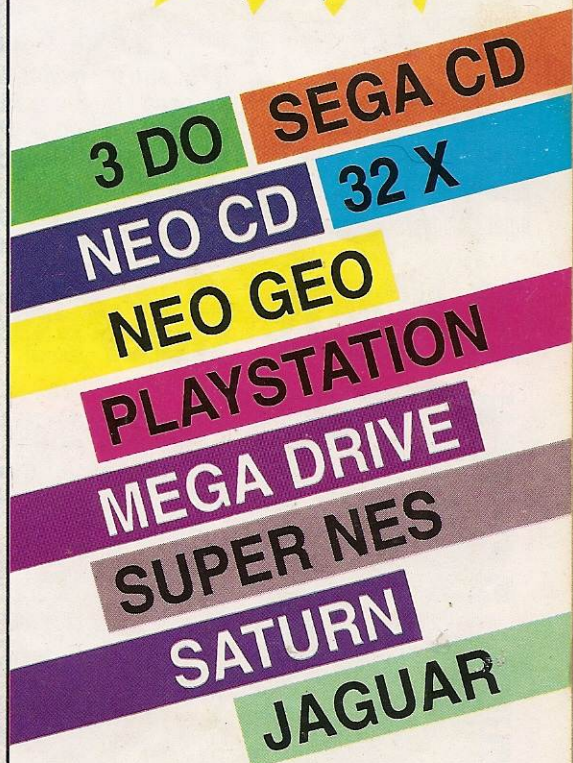 3 DO SEGA CD
NEO CD 32 X
NEO GEO
PLAYSTATION
MEGA DRIVE
SUPER NES
SATURN
JAGUAR